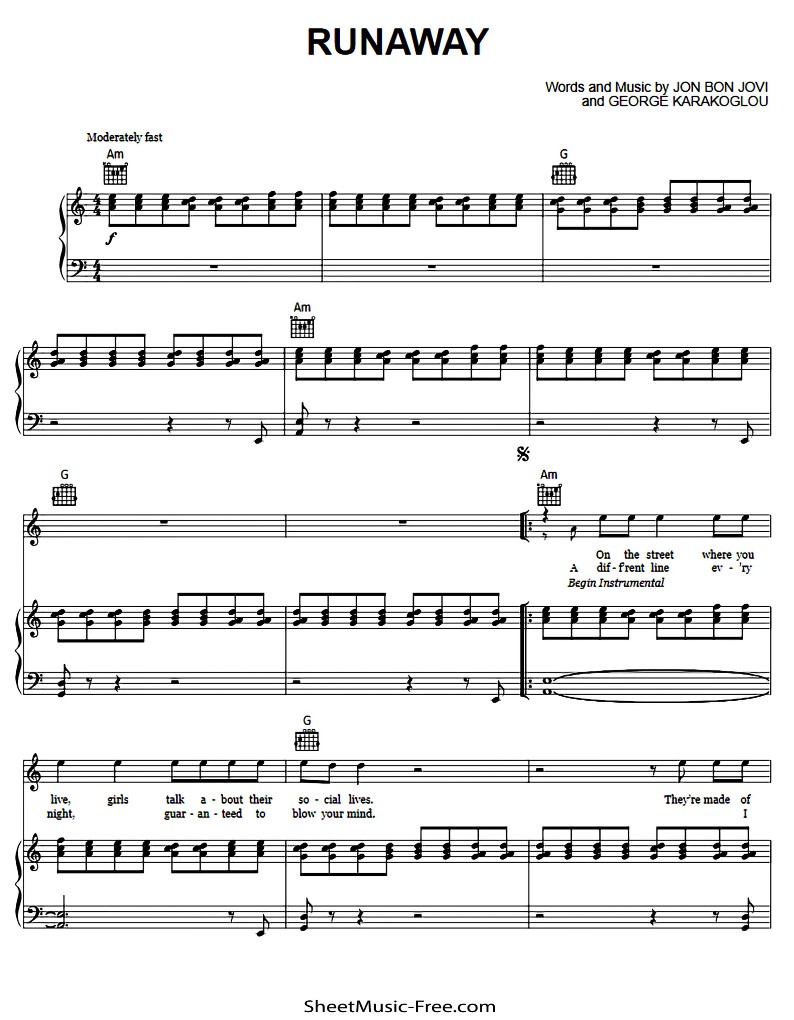 RUNAWAY
Words and Music by JON BON JOVI
and GEORGE KARAKOGLOU
Moderately fast
Am
G
f
Am
G
Am
On the street where you
A dif - f'rent line ev - 'ry
Begin Instrumental
G
live, girls talk a - bout their so - cial lives. They're made of
night, guar - an - teed to blow your mind. I
SheetMusic-Free.com